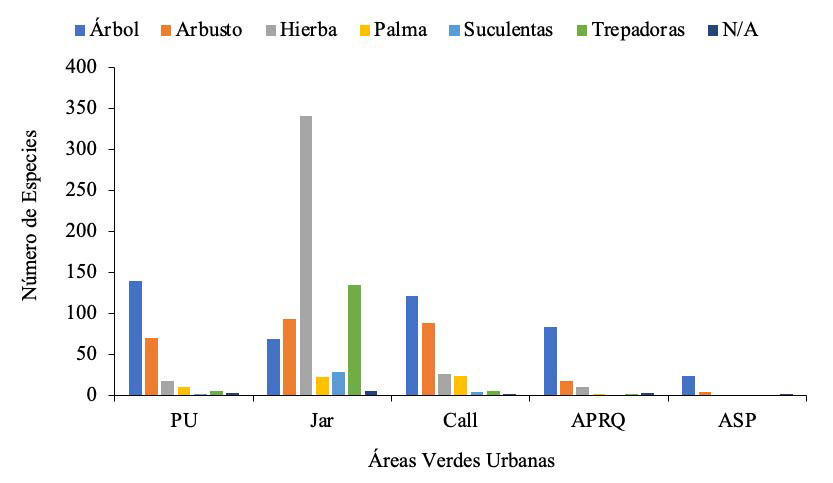 Árbol Arbusto Hierba Palma Suculentas Trepadoras N/A
400
350
300
250
200
150
100
50
0
Número de Especies
PU Jar Call APRQ ASP
Áreas Verdes Urbanas